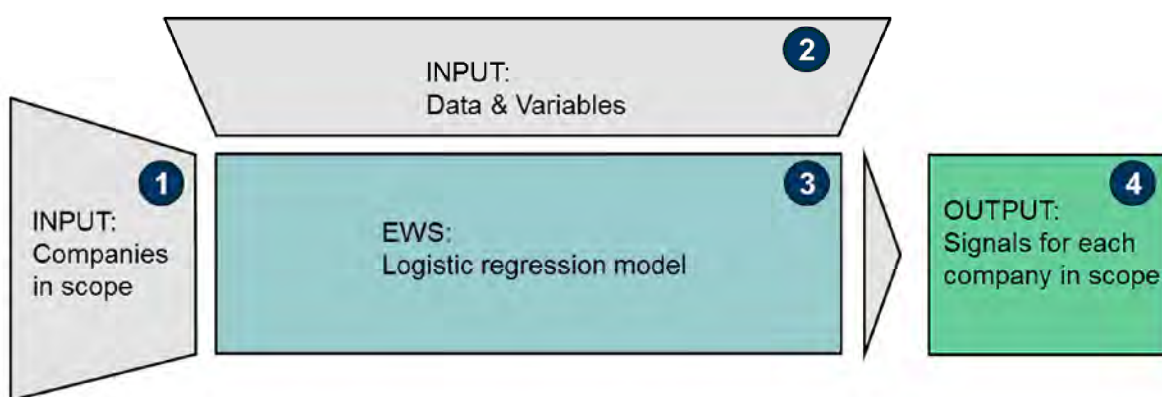 1
INPUT:
Companies
in scope
2
INPUT:
Data & Variables
3
EWS:
Logistic regression model
4
OUTPUT:
Signals for each
company in scope